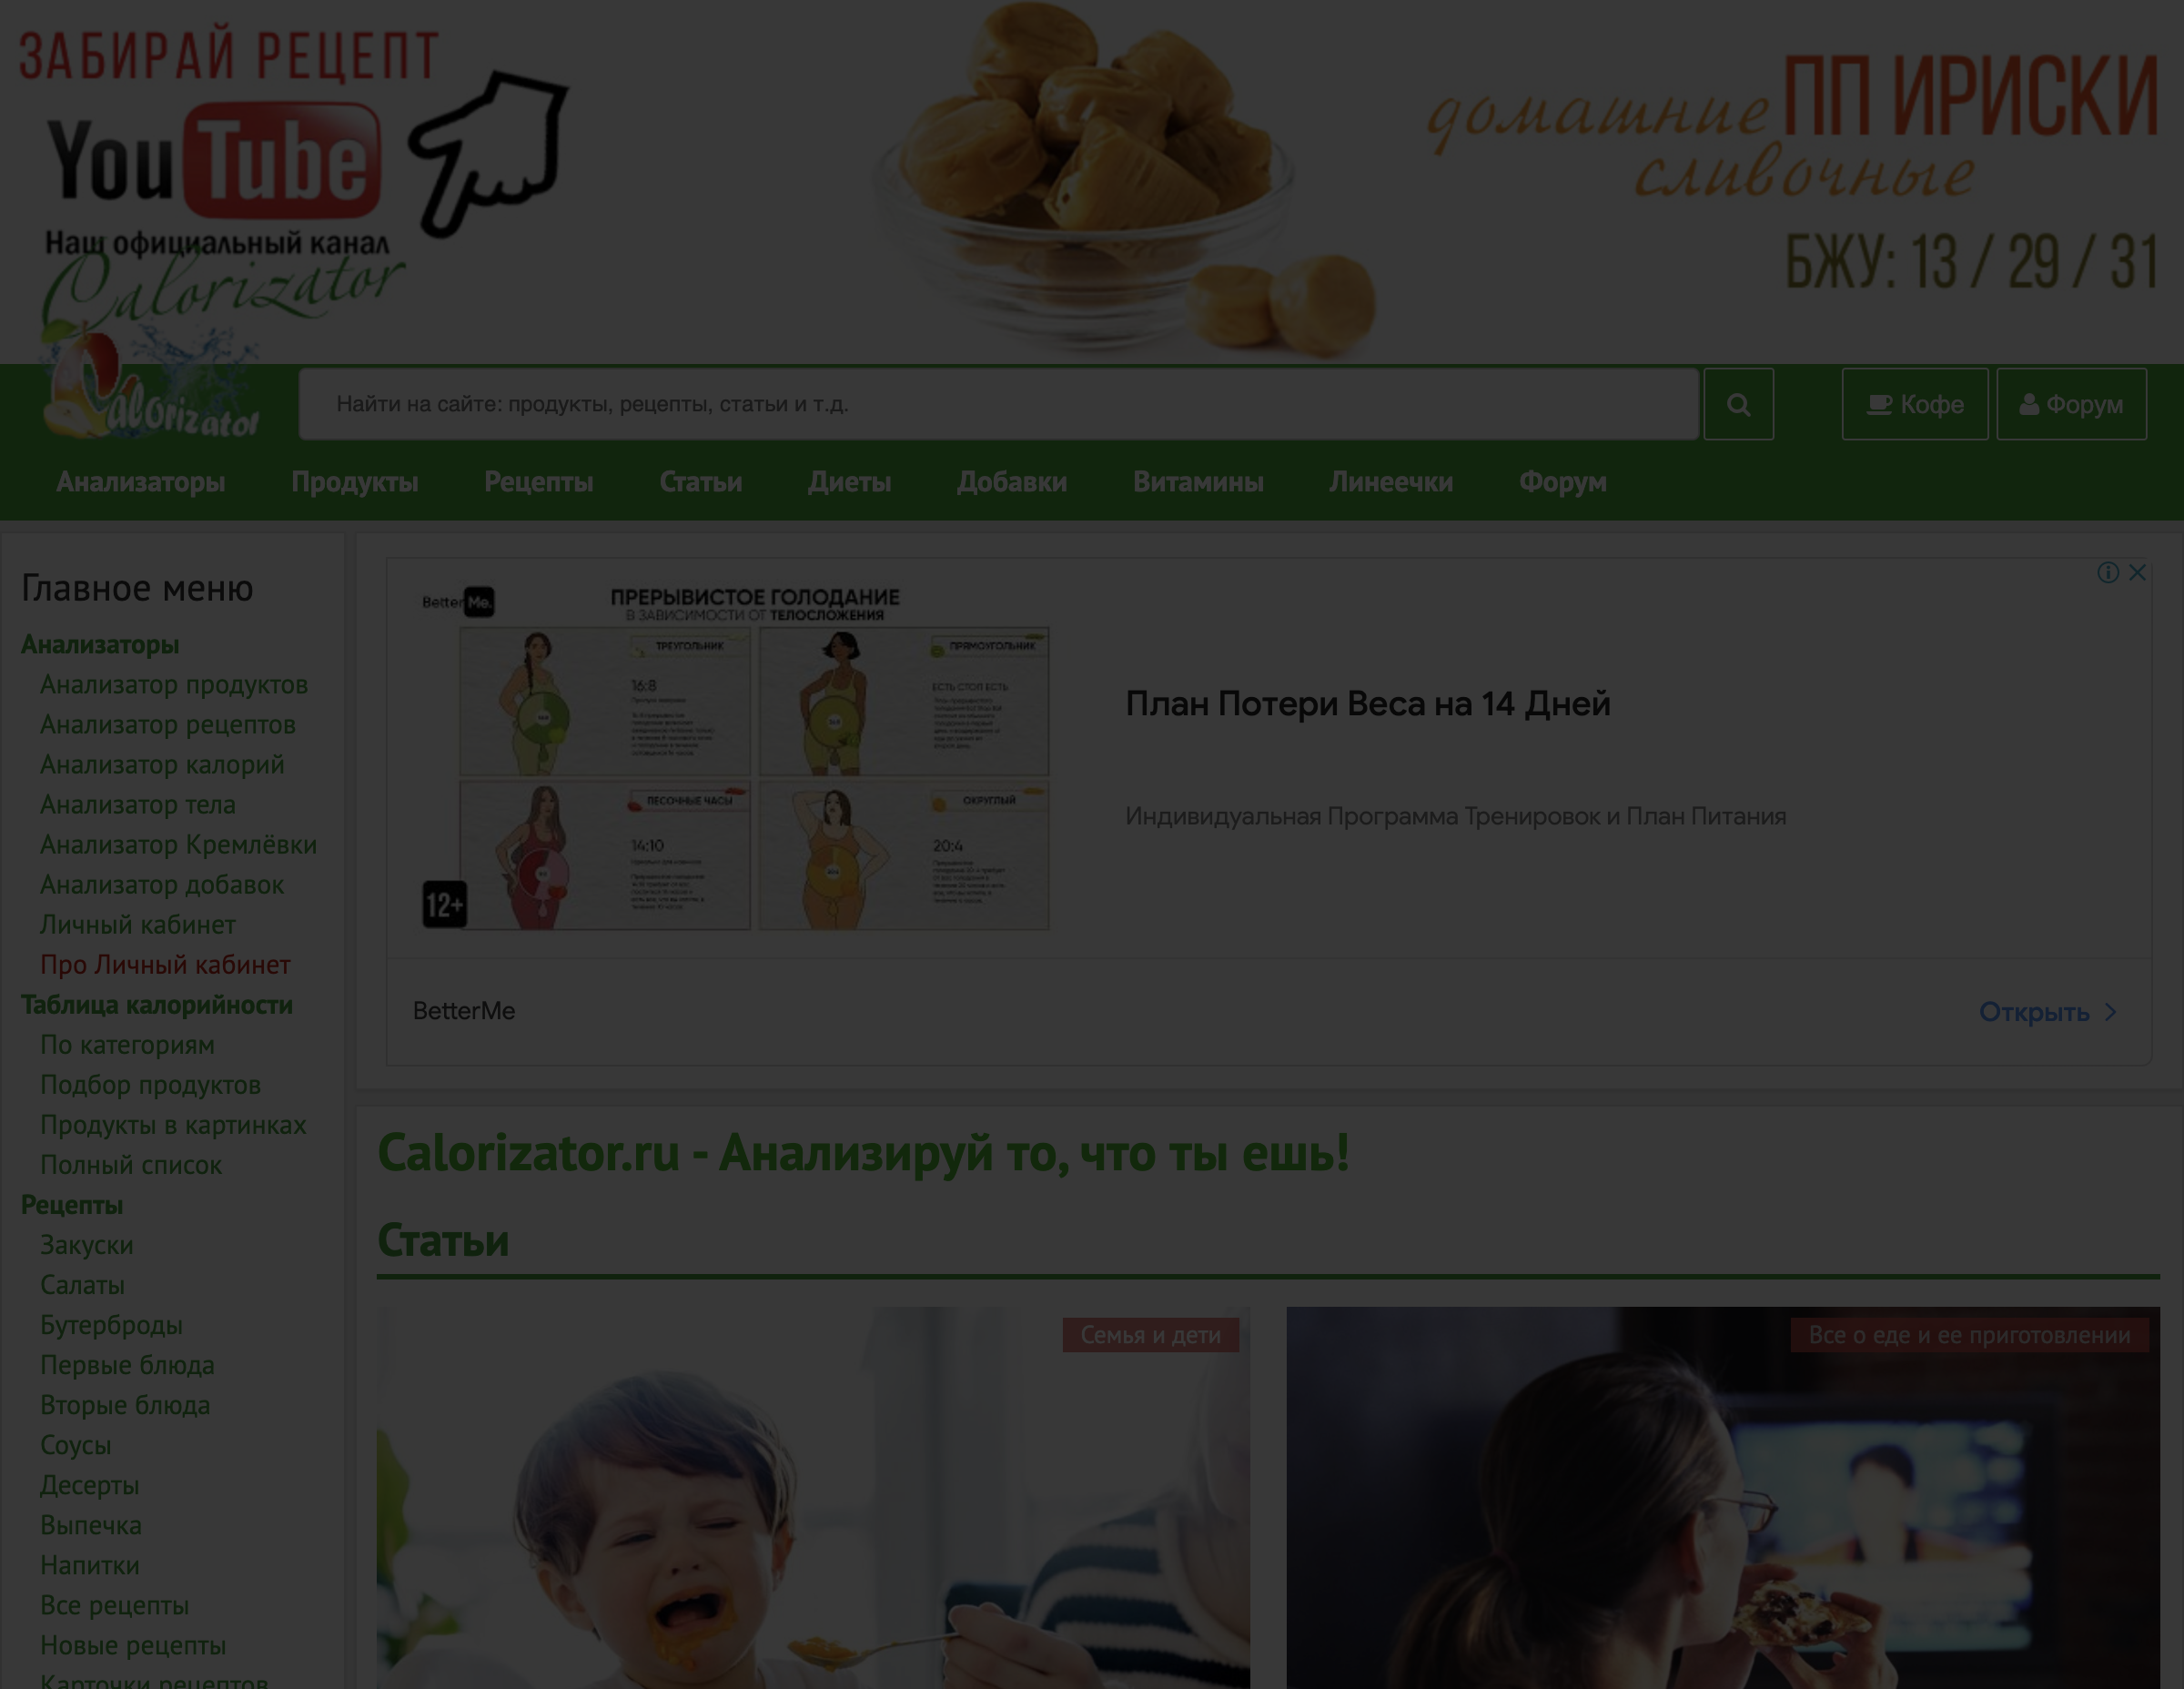 ЗАБИРАЙ РЕЦЕПТ
YouTube
Наш официальный канал
Calorizator
домашние ПП ИРИСКИ
сливочные
БЖУ: 13 / 29 / 31
Calorizator
Найти на сайте: продукты, рецепты, статьи и т.д.
Кофе
Форум
Анализаторы Продукты Рецепты Статьи Диеты Добавки Витамины Линеечки Форум
Главное меню
Анализаторы
Анализатор продуктов
Анализатор рецептов
Анализатор калорий
Анализатор тела
Анализатор Кремлёвки
Анализатор добавок
Личный кабинет
Про Личный кабинет
Таблица калорийности
По категориям
Подбор продуктов
Продукты в картинках
Полный список
Рецепты
Закуски
Салаты
Бутерброды
Первые блюда
Вторые блюда
Соусы
Десерты
Выпечка
Напитки
Все рецепты
Новые рецепты
Карточки рецептов
BetterMe.
ПРЕРЫВИСТОЕ ГОЛОДАНИЕ
В ЗАВИСИМОСТИ ОТ ТЕЛОСЛОЖЕНИЯ
ТРЕУГОЛЬНИК
16:8
ПРЯМОУГОЛЬНИК
ЕСТЬ СТОП ЕСТЬ
ПЕСОЧНЫЕ ЧАСЫ
14:10
ОКРУГЛЫЙ
20:4
12+
План Потери Веса на 14 Дней
Индивидуальная Программа Тренировок и План Питания
BetterMe
Открыть
Calorizator.ru - Анализируй то, что ты ешь!
Статьи
Семья и дети
Все о еде и ее приготовлении